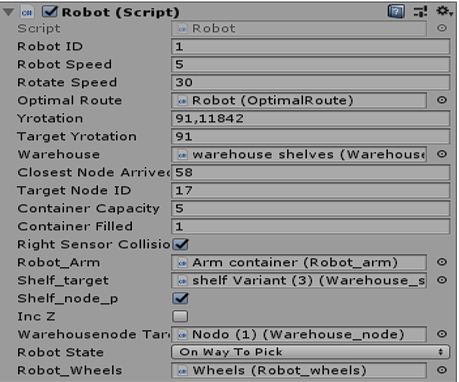 Robot (Script)
Script Robot
Robot ID 1
Robot Speed 5
Rotate Speed 30
Optimal Route Robot (OptimalRoute)
Yrotation 91,11842
Target Yrotation 91
Warehouse warehouse shelves (Warehouse
Closest Node Arrived 58
Target Node ID 17
Container Capacity 5
Container Filled 1
Right Sensor Collisio
Robot_Arm Arm container (Robot_arm)
Shelf_target shelf Variant (3) (Warehouse_s
Shelf_node_p
Inc Z
Warehousenode Tar Nodo (1) (Warehouse_node)
Robot State On Way To Pick
Robot_Wheels Wheels (Robot_wheels)